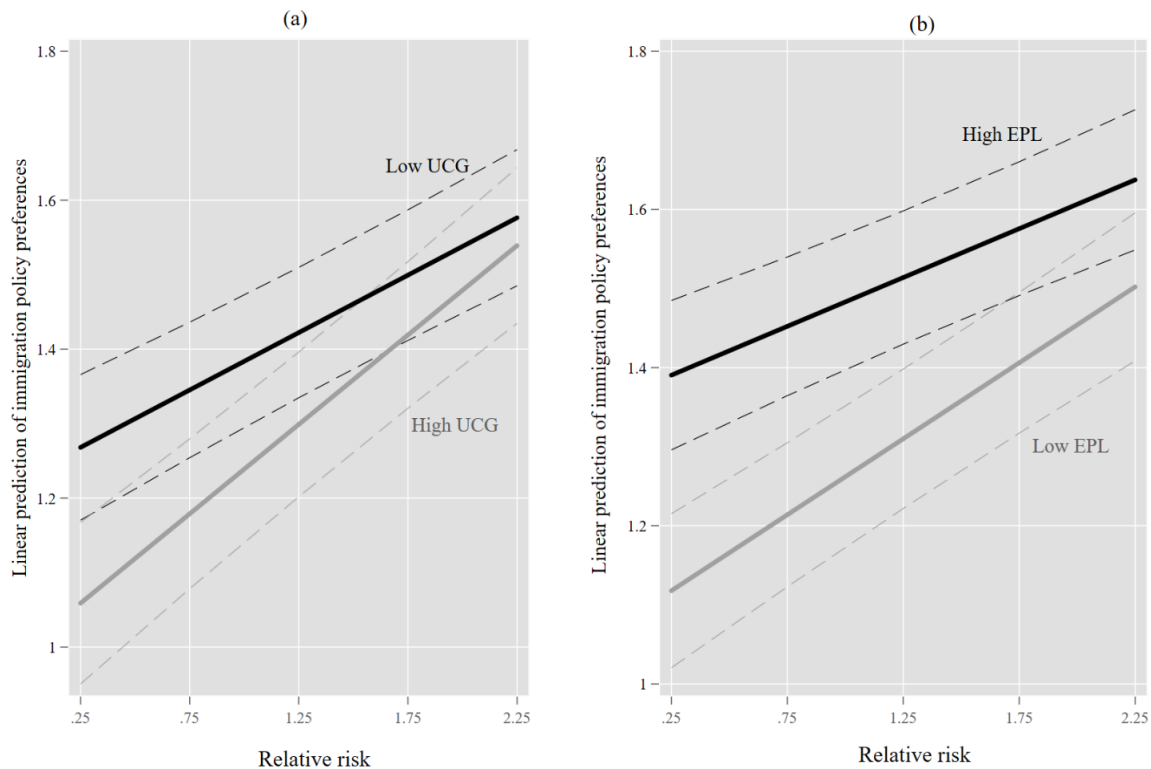 (a)
Linear prediction of immigration policy preferences
1.8
1.6
1.4
1.2
1
Low UCG
High UCG
.25 .75 1.25 1.75 2.25
Relative risk
(b)
Linear prediction of immigration policy preferences
1.8
1.6
1.4
1.2
1
High EPL
Low EPL
.25 .75 1.25 1.75 2.25
Relative risk